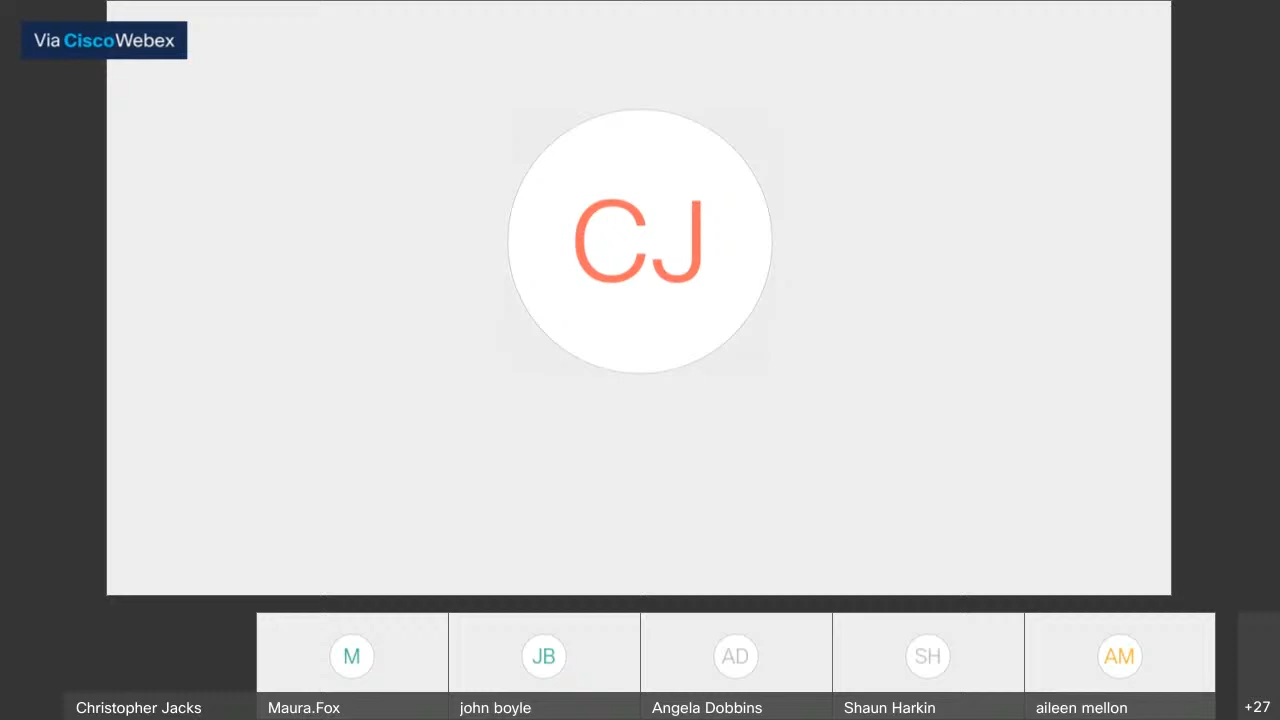 Via CiscoWebex
CJ
M
JB
AD
SH
AM
Christopher Jacks
Maura.Fox
john boyle
Angela Dobbins
Shaun Harkin
aileen mellon
+27